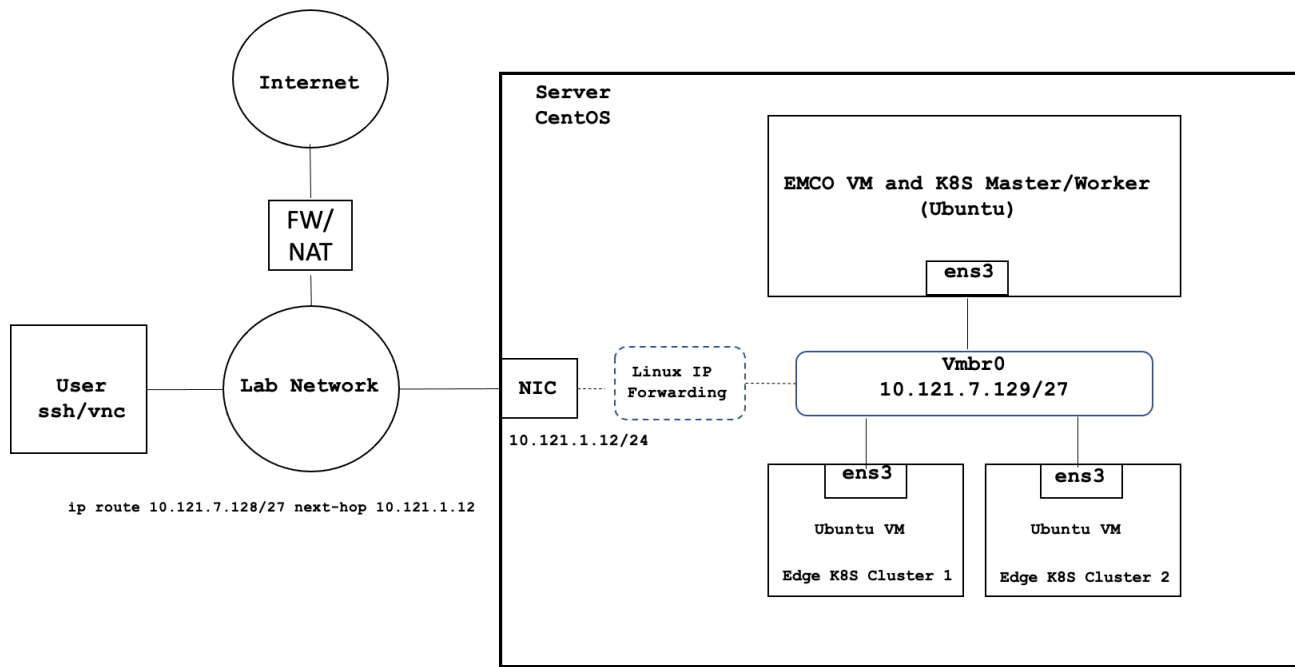 Internet
Server
CentOS
EMCO VM and K8S Master/Worker
(Ubuntu)
ens3
FW/
NAT
User
ssh/vnc
Lab Network
NIC
Linux IP
Forwarding
Vmbr0
10.121.7.129/27
10.121.1.12/24
ip route 10.121.7.128/27 next-hop 10.121.1.12
ens3
Ubuntu VM
Edge K8S Cluster 1
ens3
Ubuntu VM
Edge K8S Cluster 2